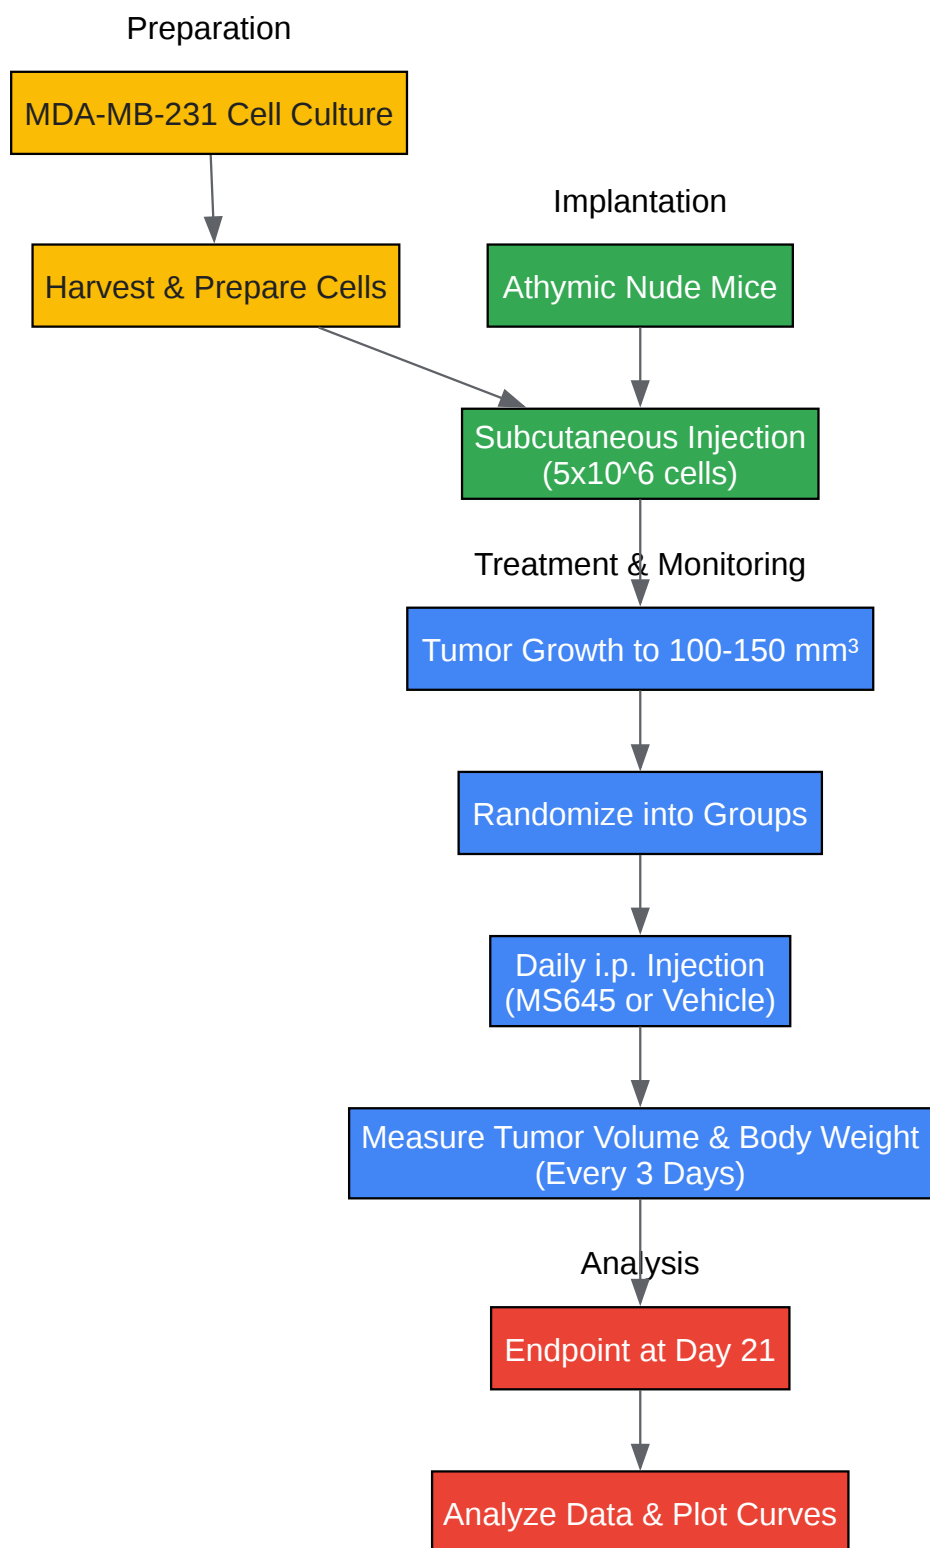 Preparation
MDA-MB-231 Cell Culture
Implantation
Harvest & Prepare Cells
Athymic Nude Mice
Subcutaneous Injection
(5x10^6 cells)
Treatment & Monitoring
Tumor Growth to 100-150 mm³
Randomize into Groups
Daily i.p. Injection
(MS645 or Vehicle)
Measure Tumor Volume & Body Weight
(Every 3 Days)
Analysis
Endpoint at Day 21
Analyze Data & Plot Curves